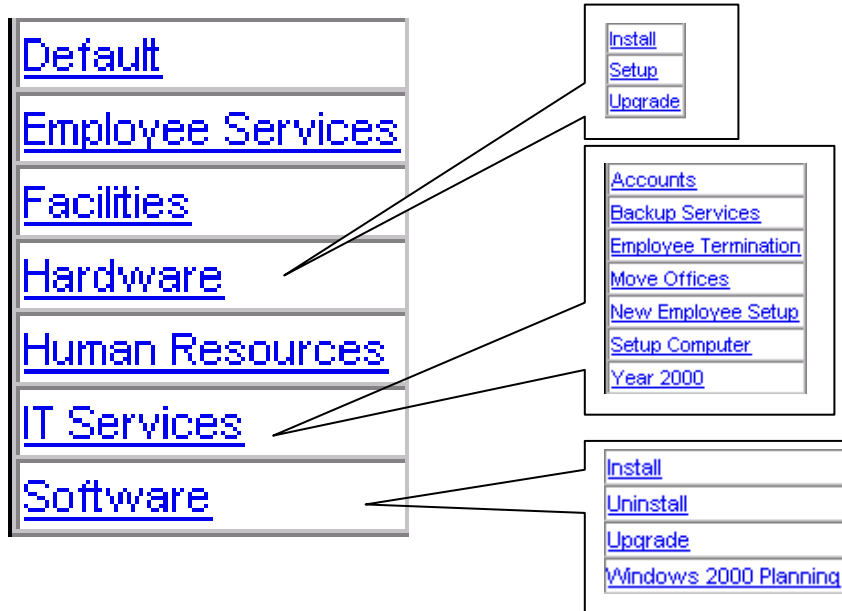 Default
Employee Services
Facilities
Hardware
Human Resources
IT Services
Software
Install
Setup
Upgrade
Accounts
Backup Services
Employee Termination
Move Offices
New Employee Setup
Setup Computer
Year 2000
Install
Uninstall
Upgrade
Windows 2000 Planning